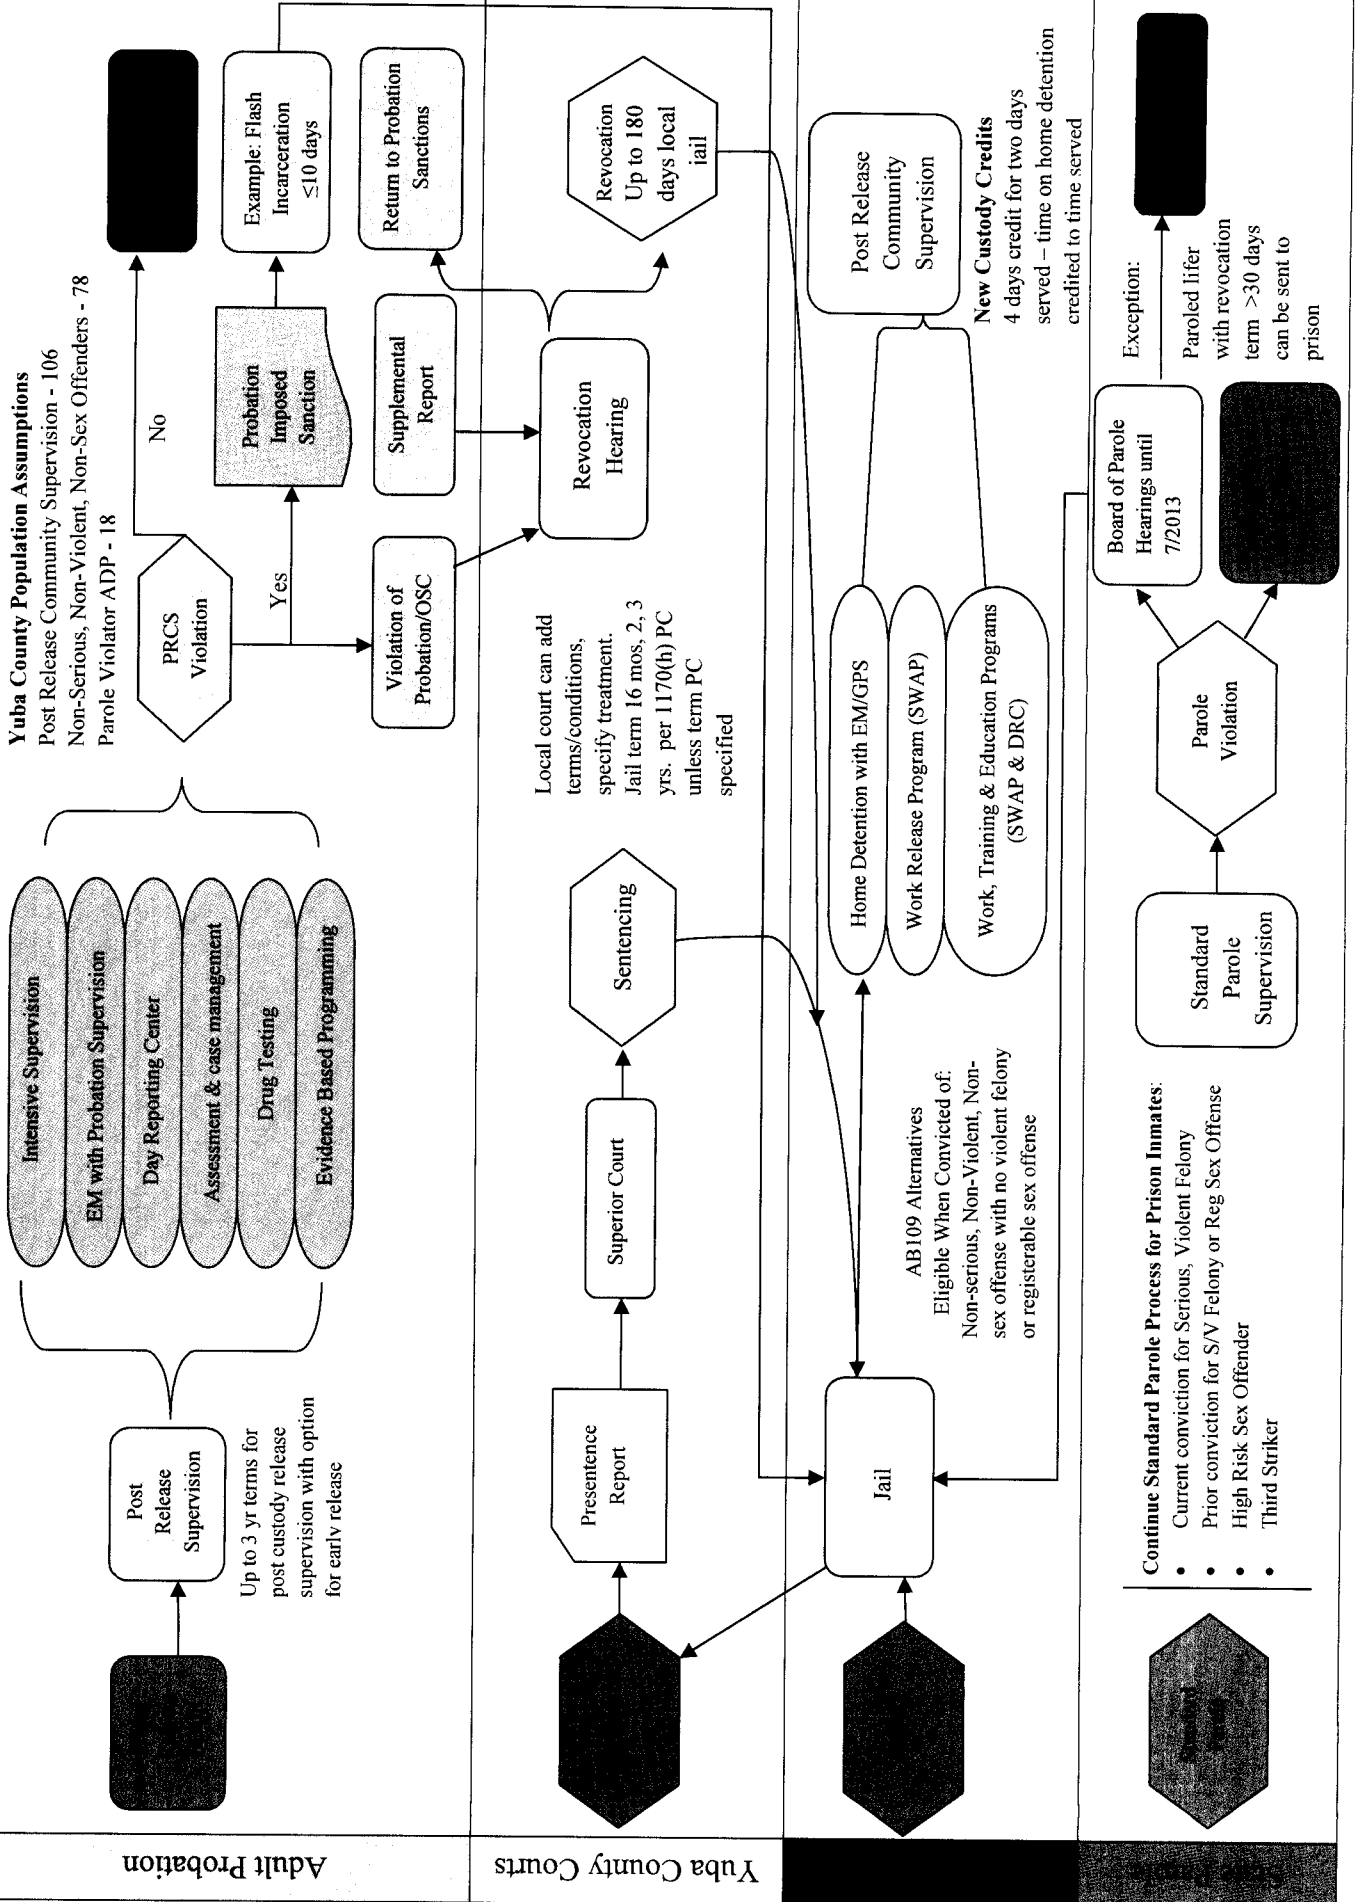 Yuba County Population Assumptions
Post Release Community Supervision - 106
Non-Serious, Non-Violent, Non-Sex Offenders - 78
Parole Violator ADP - 18
Adult Probation
Post
Release
Supervision
Up to 3 yr terms for
post custody release
supervision with option
for early release
Intensive Supervision
EM with Probation Supervision
Day Reporting Center
Assessment & case management
Drug Testing
Evidence Based Programming
PRCS
Violation
No
Yes
Probation
Imposed
Sanction
Example: Flash
Incarceration
≤10 days
Violation of
Probation/OSC
Supplemental
Report
Return to Probation
Sanctions
Yuba County Courts
Presentence
Report
Superior Court
Sentencing
Local court can add
terms/conditions,
specify treatment.
Jail term 16 mos, 2, 3
yrs. per 1170(h) PC
unless term PC
specified
Revocation
Hearing
Revocation
Up to 180
days local
jail
Jail
AB109 Alternatives
Eligible When Convicted of:
Non-serious, Non-Violent, Non-
sex offense with no violent felony
or registerable sex offense
Home Detention with EM/GPS
Work Release Program (SWAP)
Work, Training & Education Programs
(SWAP & DRC)
Post Release
Community
Supervision
New Custody Credits
4 days credit for two days
served – time on home detention
credited to time served
State Parole
Standard
Parole
Continue Standard Parole Process for Prison Inmates:
• Current conviction for Serious, Violent Felony
• Prior conviction for S/V Felony or Reg Sex Offense
• High Risk Sex Offender
• Third Striker
Standard
Parole
Supervision
Parole
Violation
Board of Parole
Hearings until
7/2013
Exception:
Paroled lifer
with revocation
term >30 days
can be sent to
prison